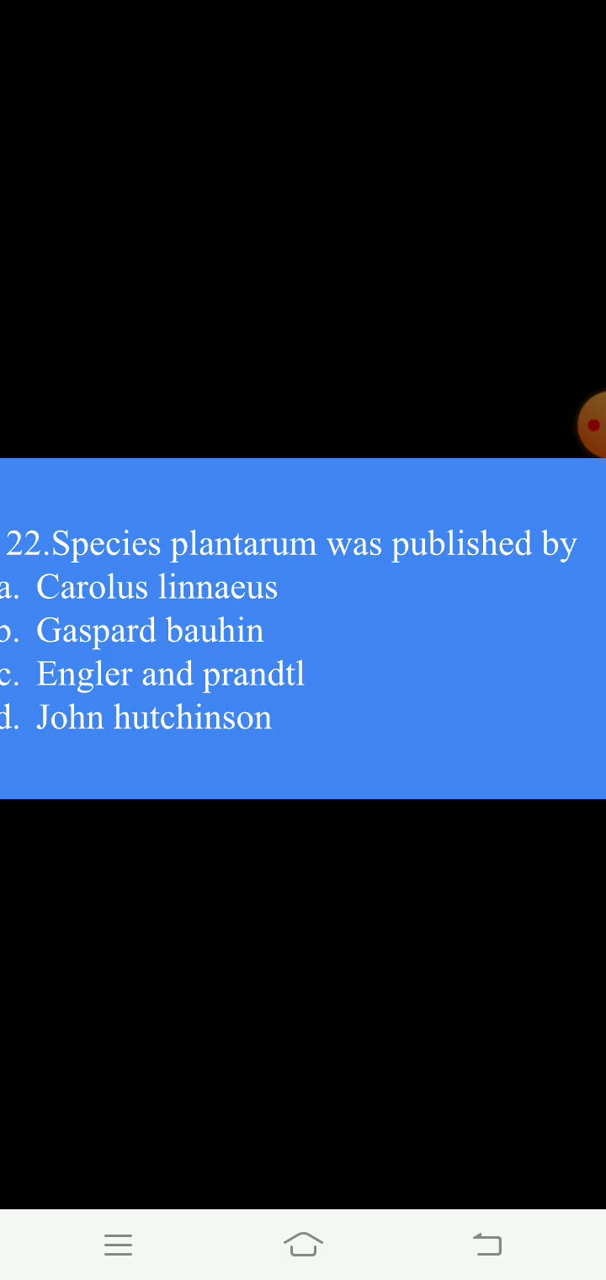 22.Species plantarum was published by
a. Carolus linnaeus
b. Gaspard bauhin
c. Engler and prandtl
d. John hutchinson